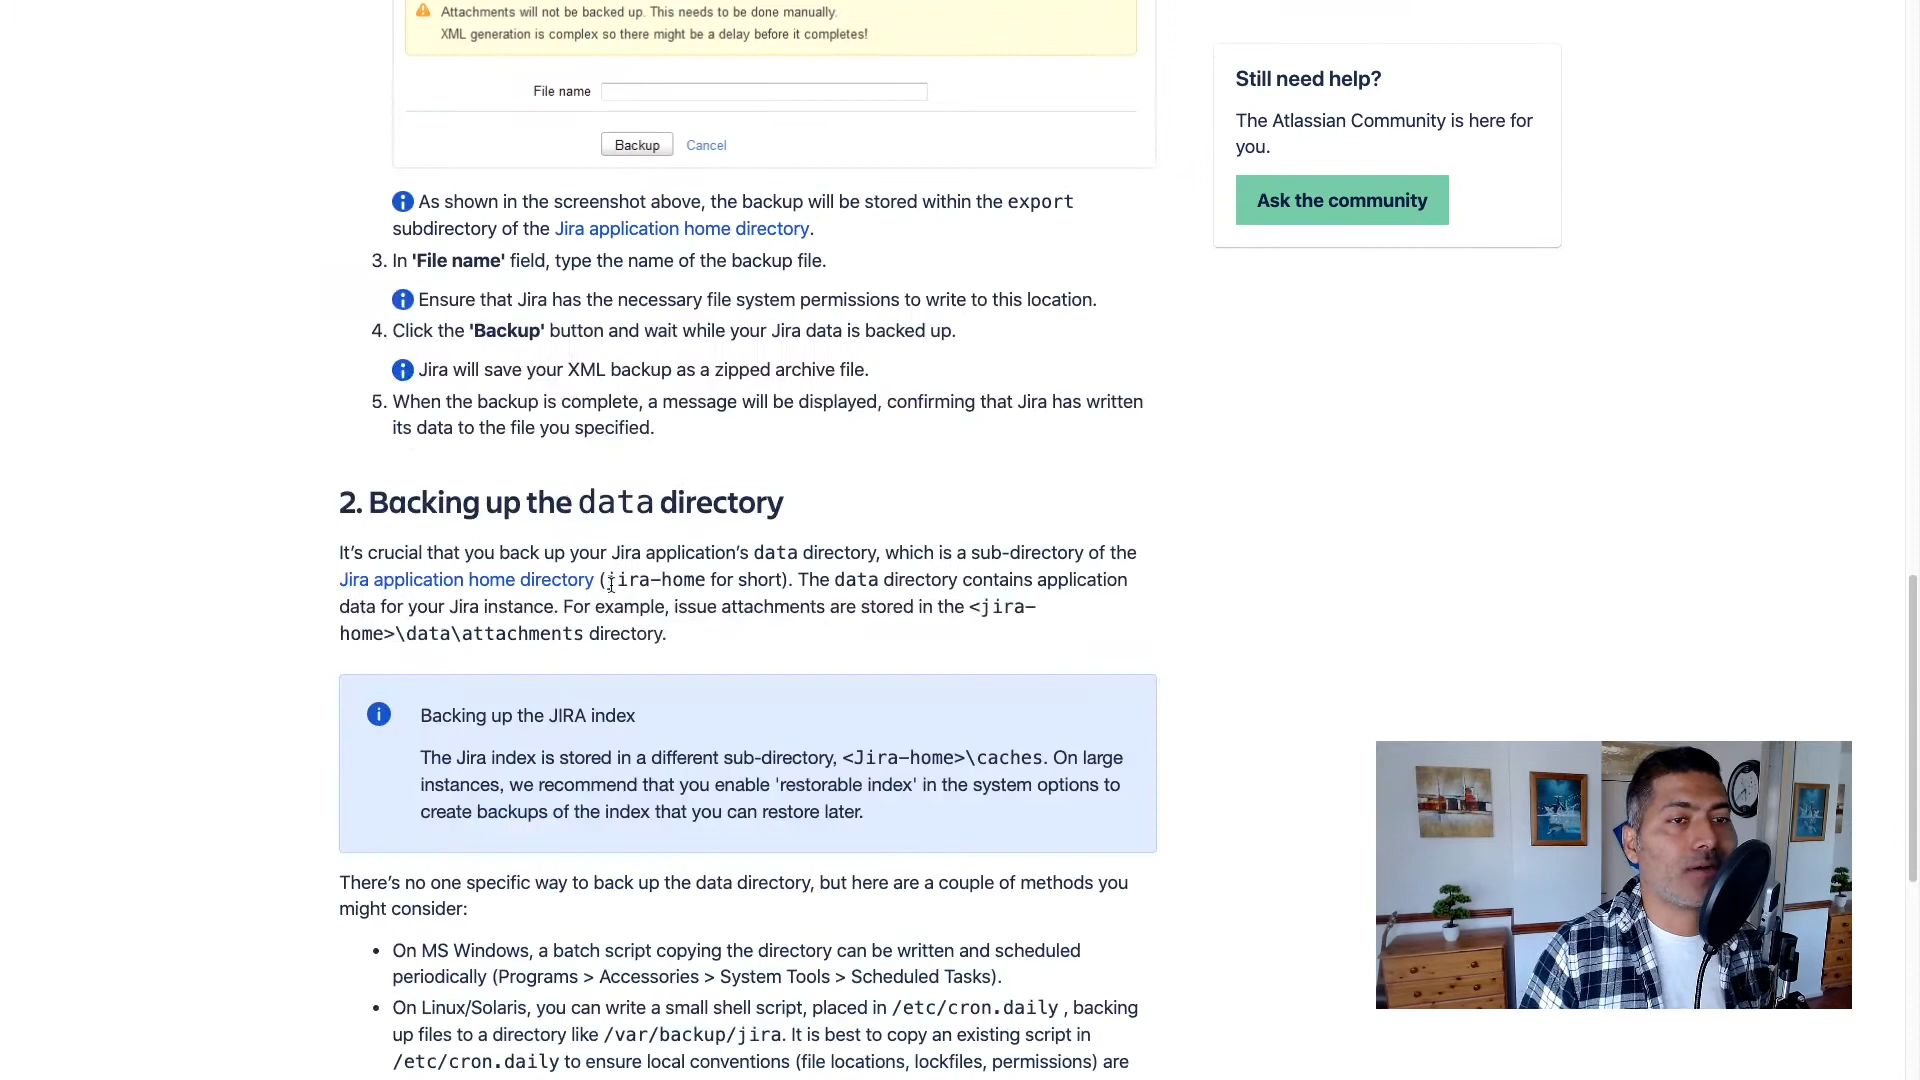 Attachments will not be backed up. This needs to be done manually.
XML generation is complex so there might be a delay before it completes!
File name
Backup Cancel
As shown in the screenshot above, the backup will be stored within the export
subdirectory of the Jira application home directory.
3. In 'File name' field, type the name of the backup file.
Ensure that Jira has the necessary file system permissions to write to this location.
4. Click the 'Backup' button and wait while your Jira data is backed up.
Jira will save your XML backup as a zipped archive file.
5. When the backup is complete, a message will be displayed, confirming that Jira has written
its data to the file you specified.
2. Backing up the data directory
It's crucial that you back up your Jira application's data directory, which is a sub-directory of the
Jira application home directory (jira-home for short). The data directory contains application
data for your Jira instance. For example, issue attachments are stored in the <jira-
home>\data\attachments directory.
Backing up the JIRA index
The Jira index is stored in a different sub-directory, <Jira-home>\caches. On large
instances, we recommend that you enable 'restorable index' in the system options to
create backups of the index that you can restore later.
There's no one specific way to back up the data directory, but here are a couple of methods you
might consider:
• On MS Windows, a batch script copying the directory can be written and scheduled
periodically (Programs > Accessories > System Tools > Scheduled Tasks).
• On Linux/Solaris, you can write a small shell script, placed in /etc/cron.daily , backing
up files to a directory like /var/backup/jira. It is best to copy an existing script in
/etc/cron.daily to ensure local conventions (file locations, lockfiles, permissions) are
Still need help?
The Atlassian Community is here for
you.
Ask the community